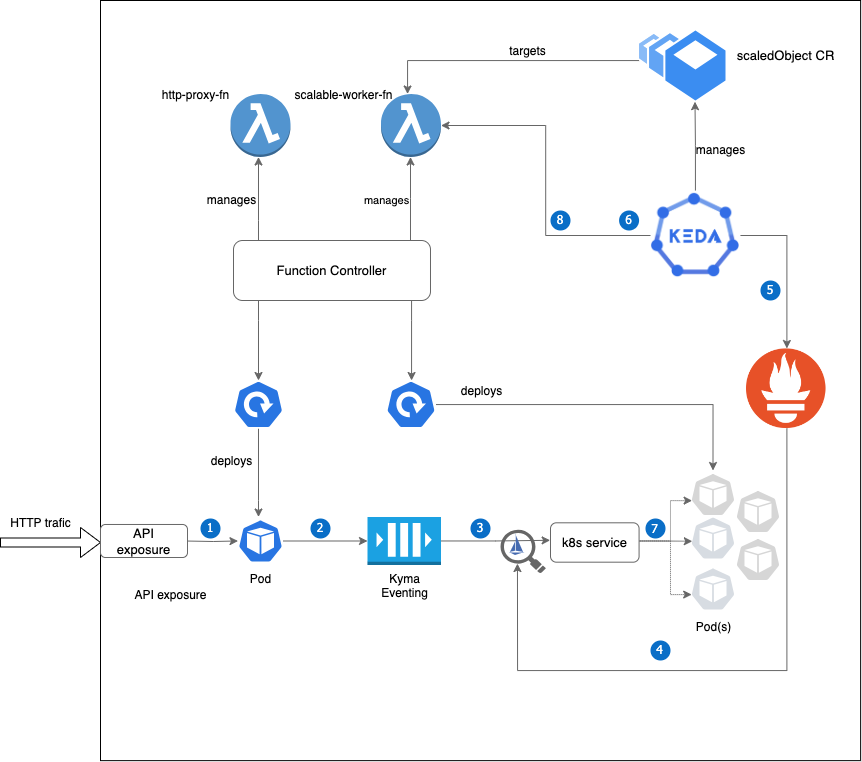 targets
scaledObject CR
http-proxy-fn
scalable-worker-fn
manages
manages
manages
8
6
KEDA
Function Controller
5
deploys
deploys
HTTP trafic
API
exposure
1
2
3
k8s service
7
Pod
Kyma
Eventing
API exposure
Pod(s)
4